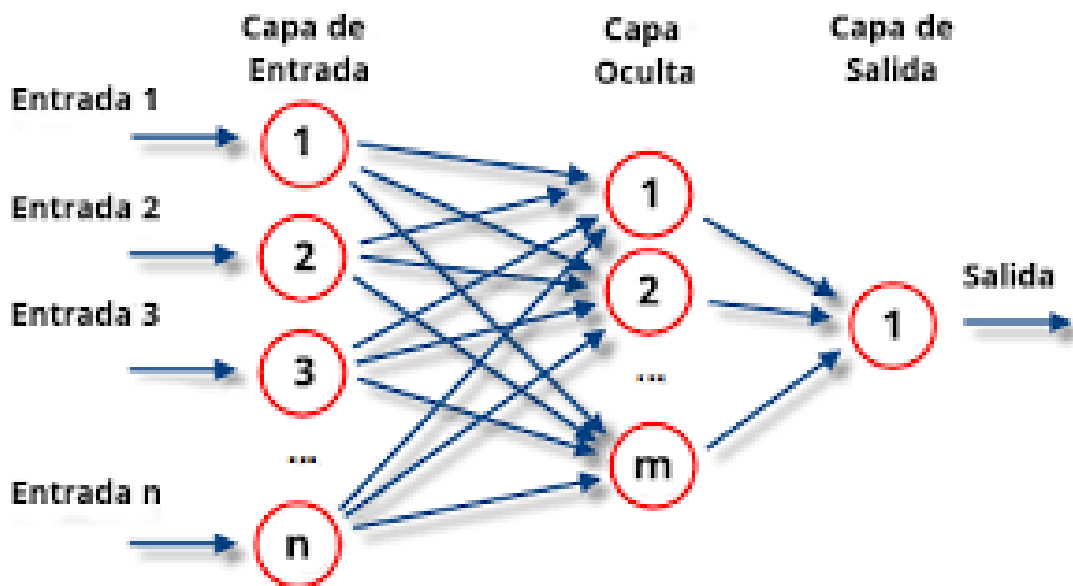 Capa de
Entrada
Capa
Oculta
Capa de
Salida
Entrada 1
1
Entrada 2
2
Entrada 3
3
...
Entrada n
n
1
2
...
m
1
Salida